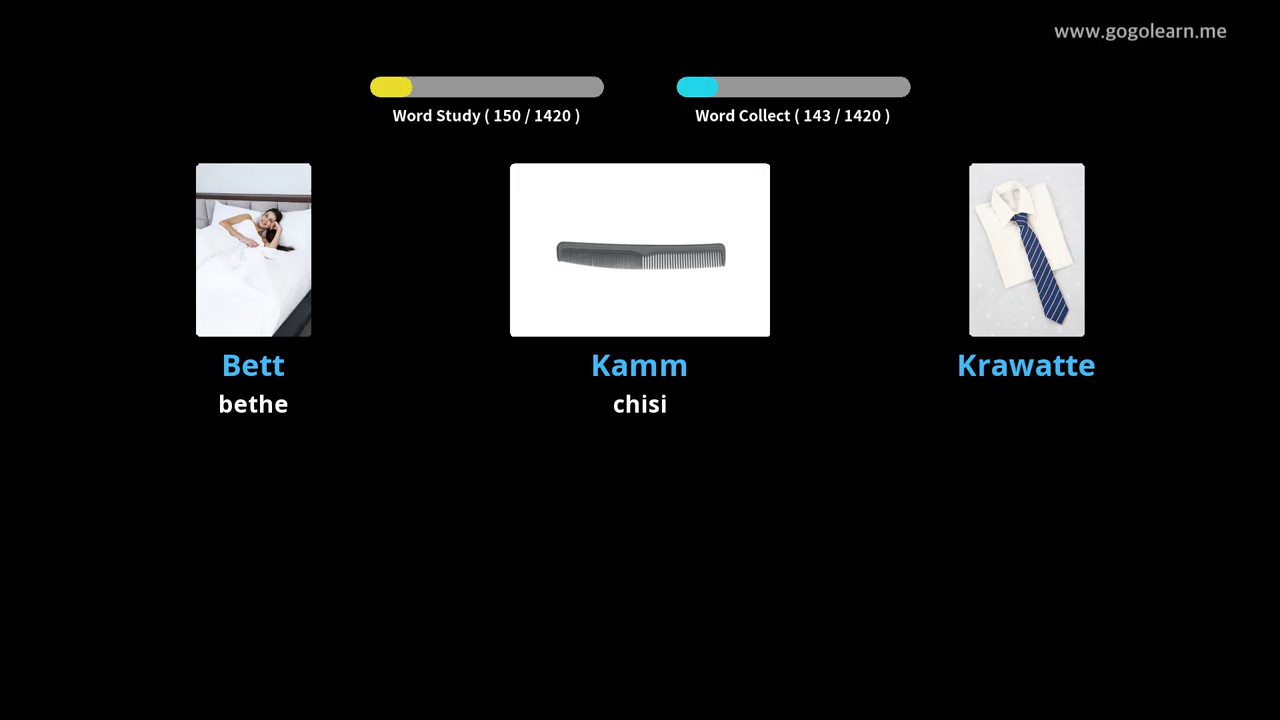 www.gogolearn.me
Word Study ( 150 / 1420 )
Word Collect ( 143 / 1420 )
Bett
Kamm
Krawatte
bethe
chisi